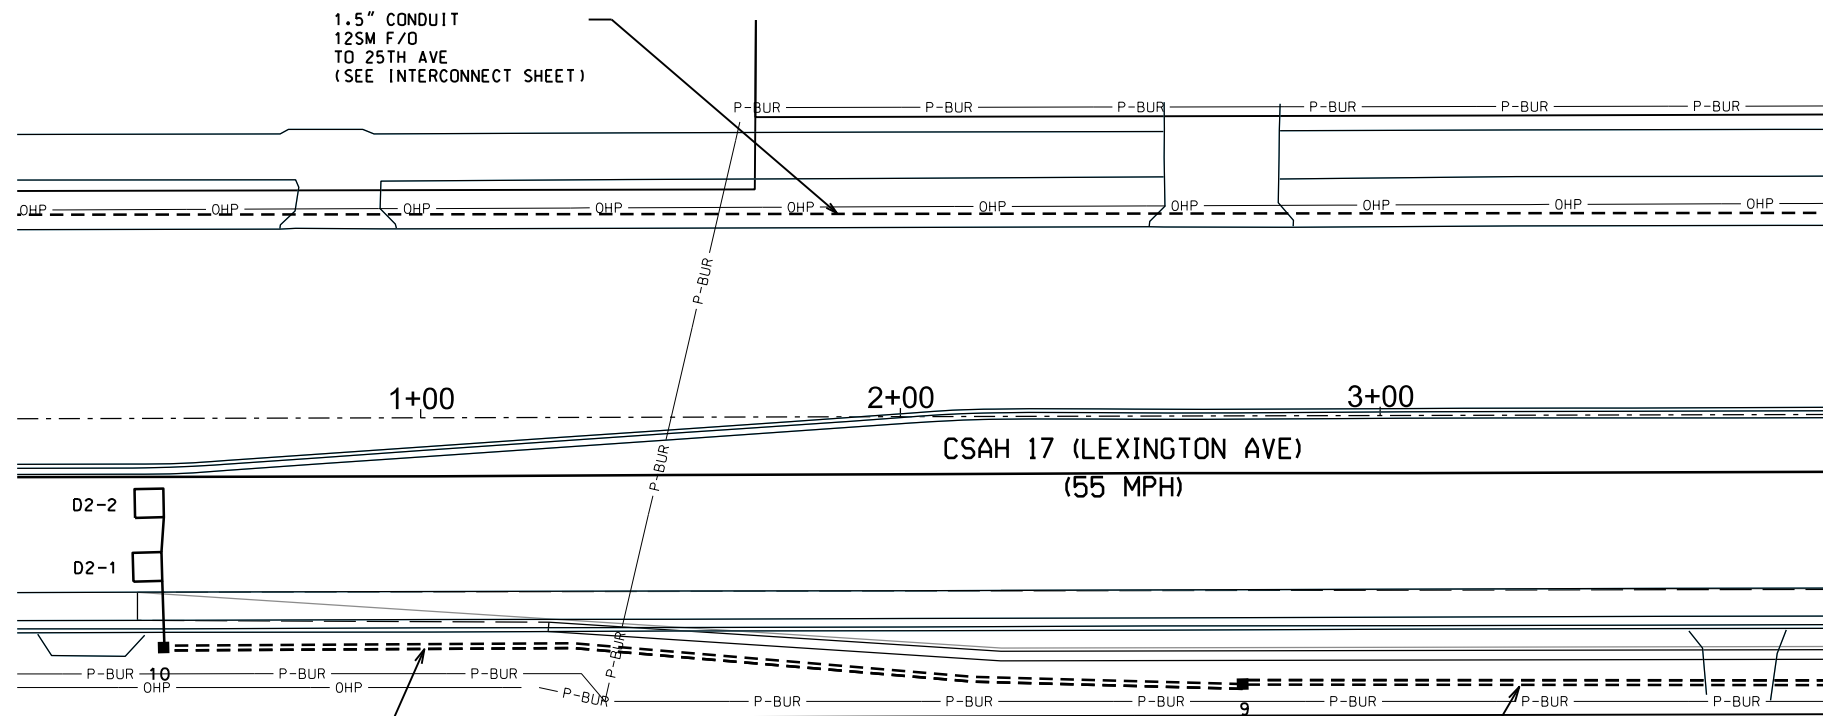 1.5" CONDUIT
12SM F/O
TO 25TH AVE
(SEE INTERCONNECT SHEET)
P-BUR P-BUR P-BUR P-BUR P-BUR P-BUR
OHP OHP OHP OHP OHP OHP OHP OHP OHP OHP
P-BUR
1+00 2+00 3+00
CSAH 17 (LEXINGTON AVE)
P-BUR
(55 MPH)
D2-2
D2-1
P-BUR
P-BUR 10 P-BUR P-BUR
OHP OHP
P-BUR P-BUR P-BUR P-BUR P-BUR P-BUR P-BUR
9